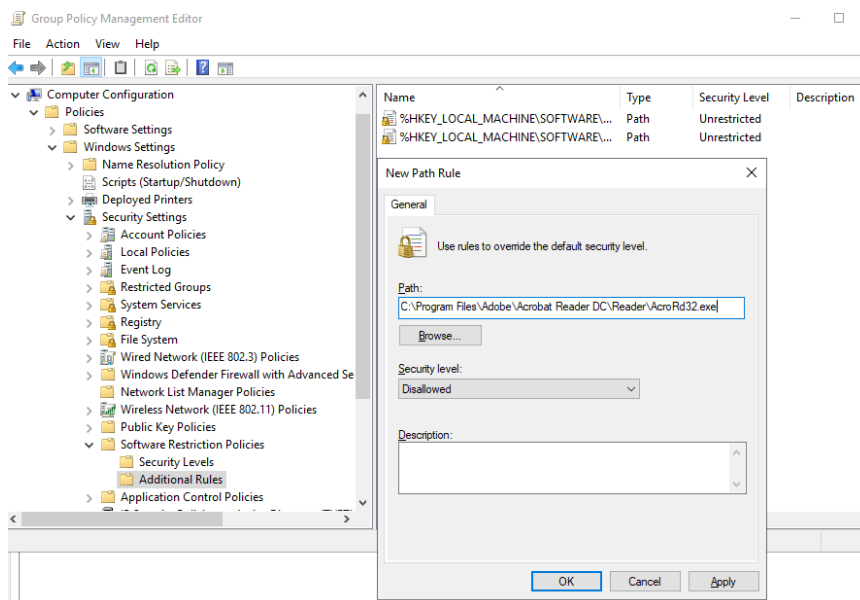 Group Policy Management Editor
File Action View Help
Computer Configuration
Policies
Software Settings
Windows Settings
Name Resolution Policy
Scripts (Startup/Shutdown)
Deployed Printers
Security Settings
Account Policies
Local Policies
Event Log
Restricted Groups
System Services
Registry
File System
Wired Network (IEEE 802.3) Policies
Windows Defender Firewall with Advanced Se
Network List Manager Policies
Wireless Network (IEEE 802.11) Policies
Public Key Policies
Software Restriction Policies
Security Levels
Additional Rules
Application Control Policies
Name Type Security Level Description
%HKEY_LOCAL_MACHINE\SOFTWARE\... Path Unrestricted
%HKEY_LOCAL_MACHINE\SOFTWARE\... Path Unrestricted
New Path Rule
General
Use rules to override the default security level.
Path:
C:\Program Files\Adobe\Acrobat Reader DC\Reader\AcroRd32.exe
Browse...
Security level:
Disallowed
Description:
OK Cancel Apply